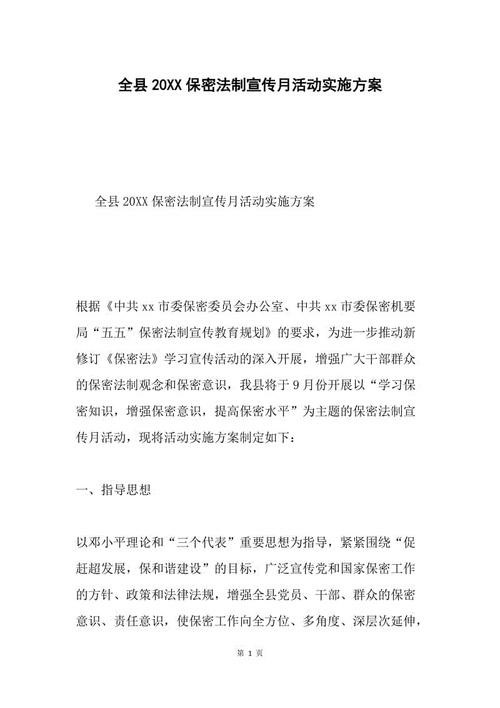 全县 20XX 保密法制宣传月活动实施方案
全县 20XX 保密法制宣传月活动实施方案
根据《中共 xx 市委保密委员会办公室、中共 xx 市委保密机要
局“五五”保密法制宣传教育规划》的要求，为进一步推动新
修订《保密法》学习宣传活动的深入开展，增强广大干部群众
的保密法制观念和保密意识，我县将于 9 月份开展以“学习保
密知识，增强保密意识，提高保密水平”为主题的保密法制宣
传月活动，现将活动实施方案制定如下：
一、指导思想
以邓小平理论和“三个代表”重要思想为指导，紧紧围绕“促
赶超发展，保和谐建设”的目标，广泛宣传党和国家保密工作
的方针、政策和法律法规，增强全县党员、干部、群众的保密
意识、责任意识，使保密工作向全方位、多角度、深层次延伸，
第 1 页